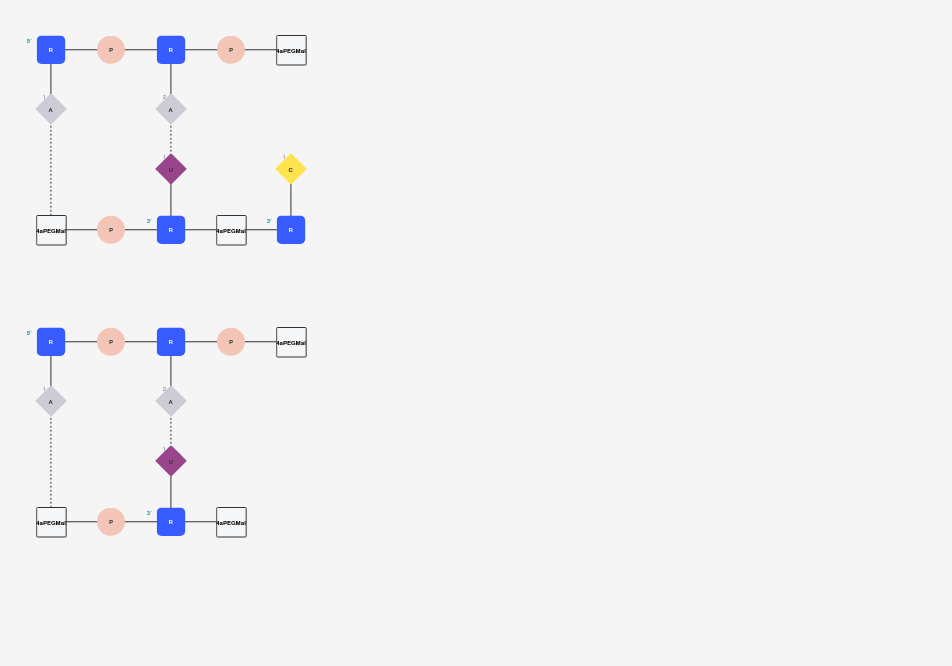 5'
R P R P 4aPEGMal
1 2
A A
1 1
U C
3' 3'
4aPEGMal P R 4aPEGMal R
5'
R P R P 4aPEGMal
1 2
A A
1
U
3'
4aPEGMal P R 4aPEGMal